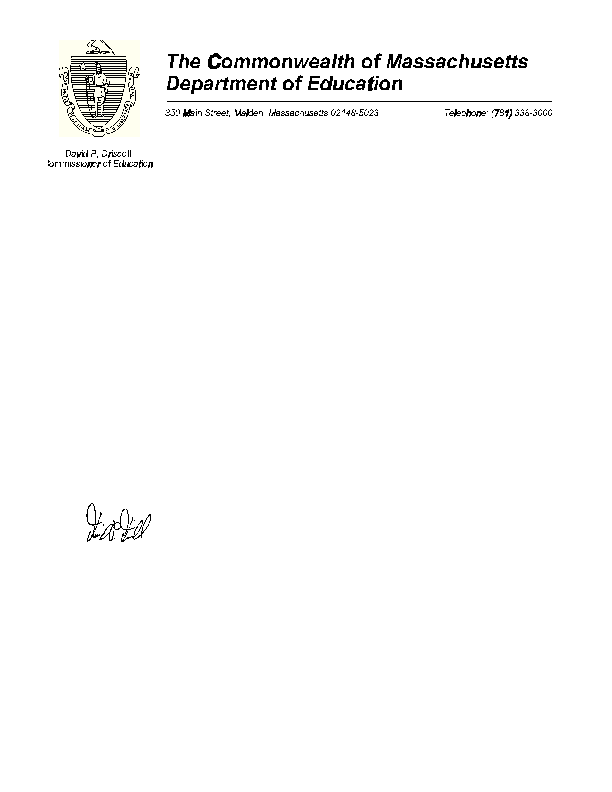 The Commonwealth of Massachusetts
Department of Education
350 Main Street, Malden, Massachusetts 02148-5023
Telephone: (781) 338-3000
David P. Driscoll
Commissioner of Education